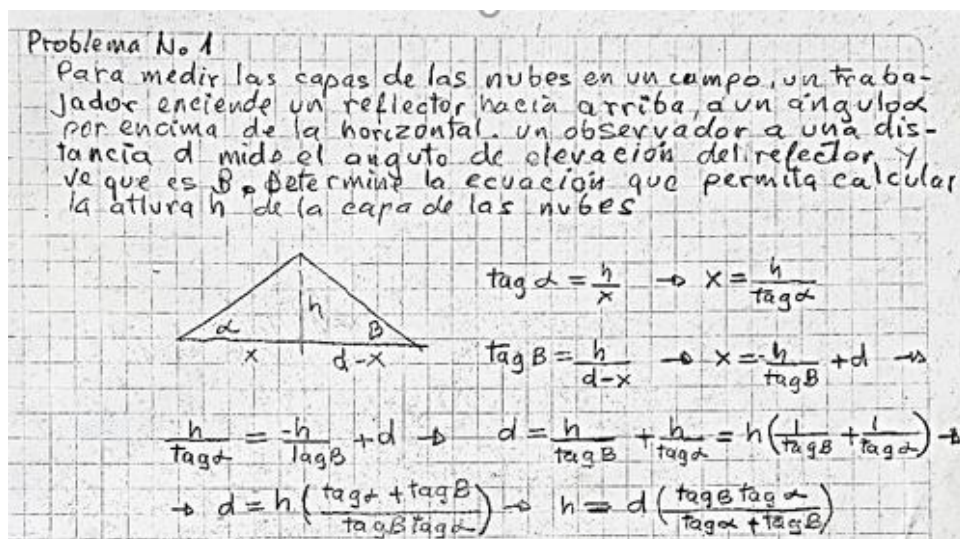 Problema No 1
Para medir las capas de las nubes en un campo, un traba-
jador enciende un reflector hacia arriba, a un ángulo α
por encima de la horizontal. un observador a una dis-
tancia d mide el anguto de elevación del refector y
ve que es B. Determine la ecuación que permita calcular
la altura h de la capa de las nubes
tag α = h/x → x = h/tag α
h
α B
x d-x
tag B = h/(d-x) → x = -h/tag B + d →
h/tag α = -h/tag B + d → d = h/tag B + h/tag α = h(1/tag B + 1/tag α) →
→ d = h (tag α + tag B / tag B tag α) → h = d (tag B tag α / tag α + tag B)